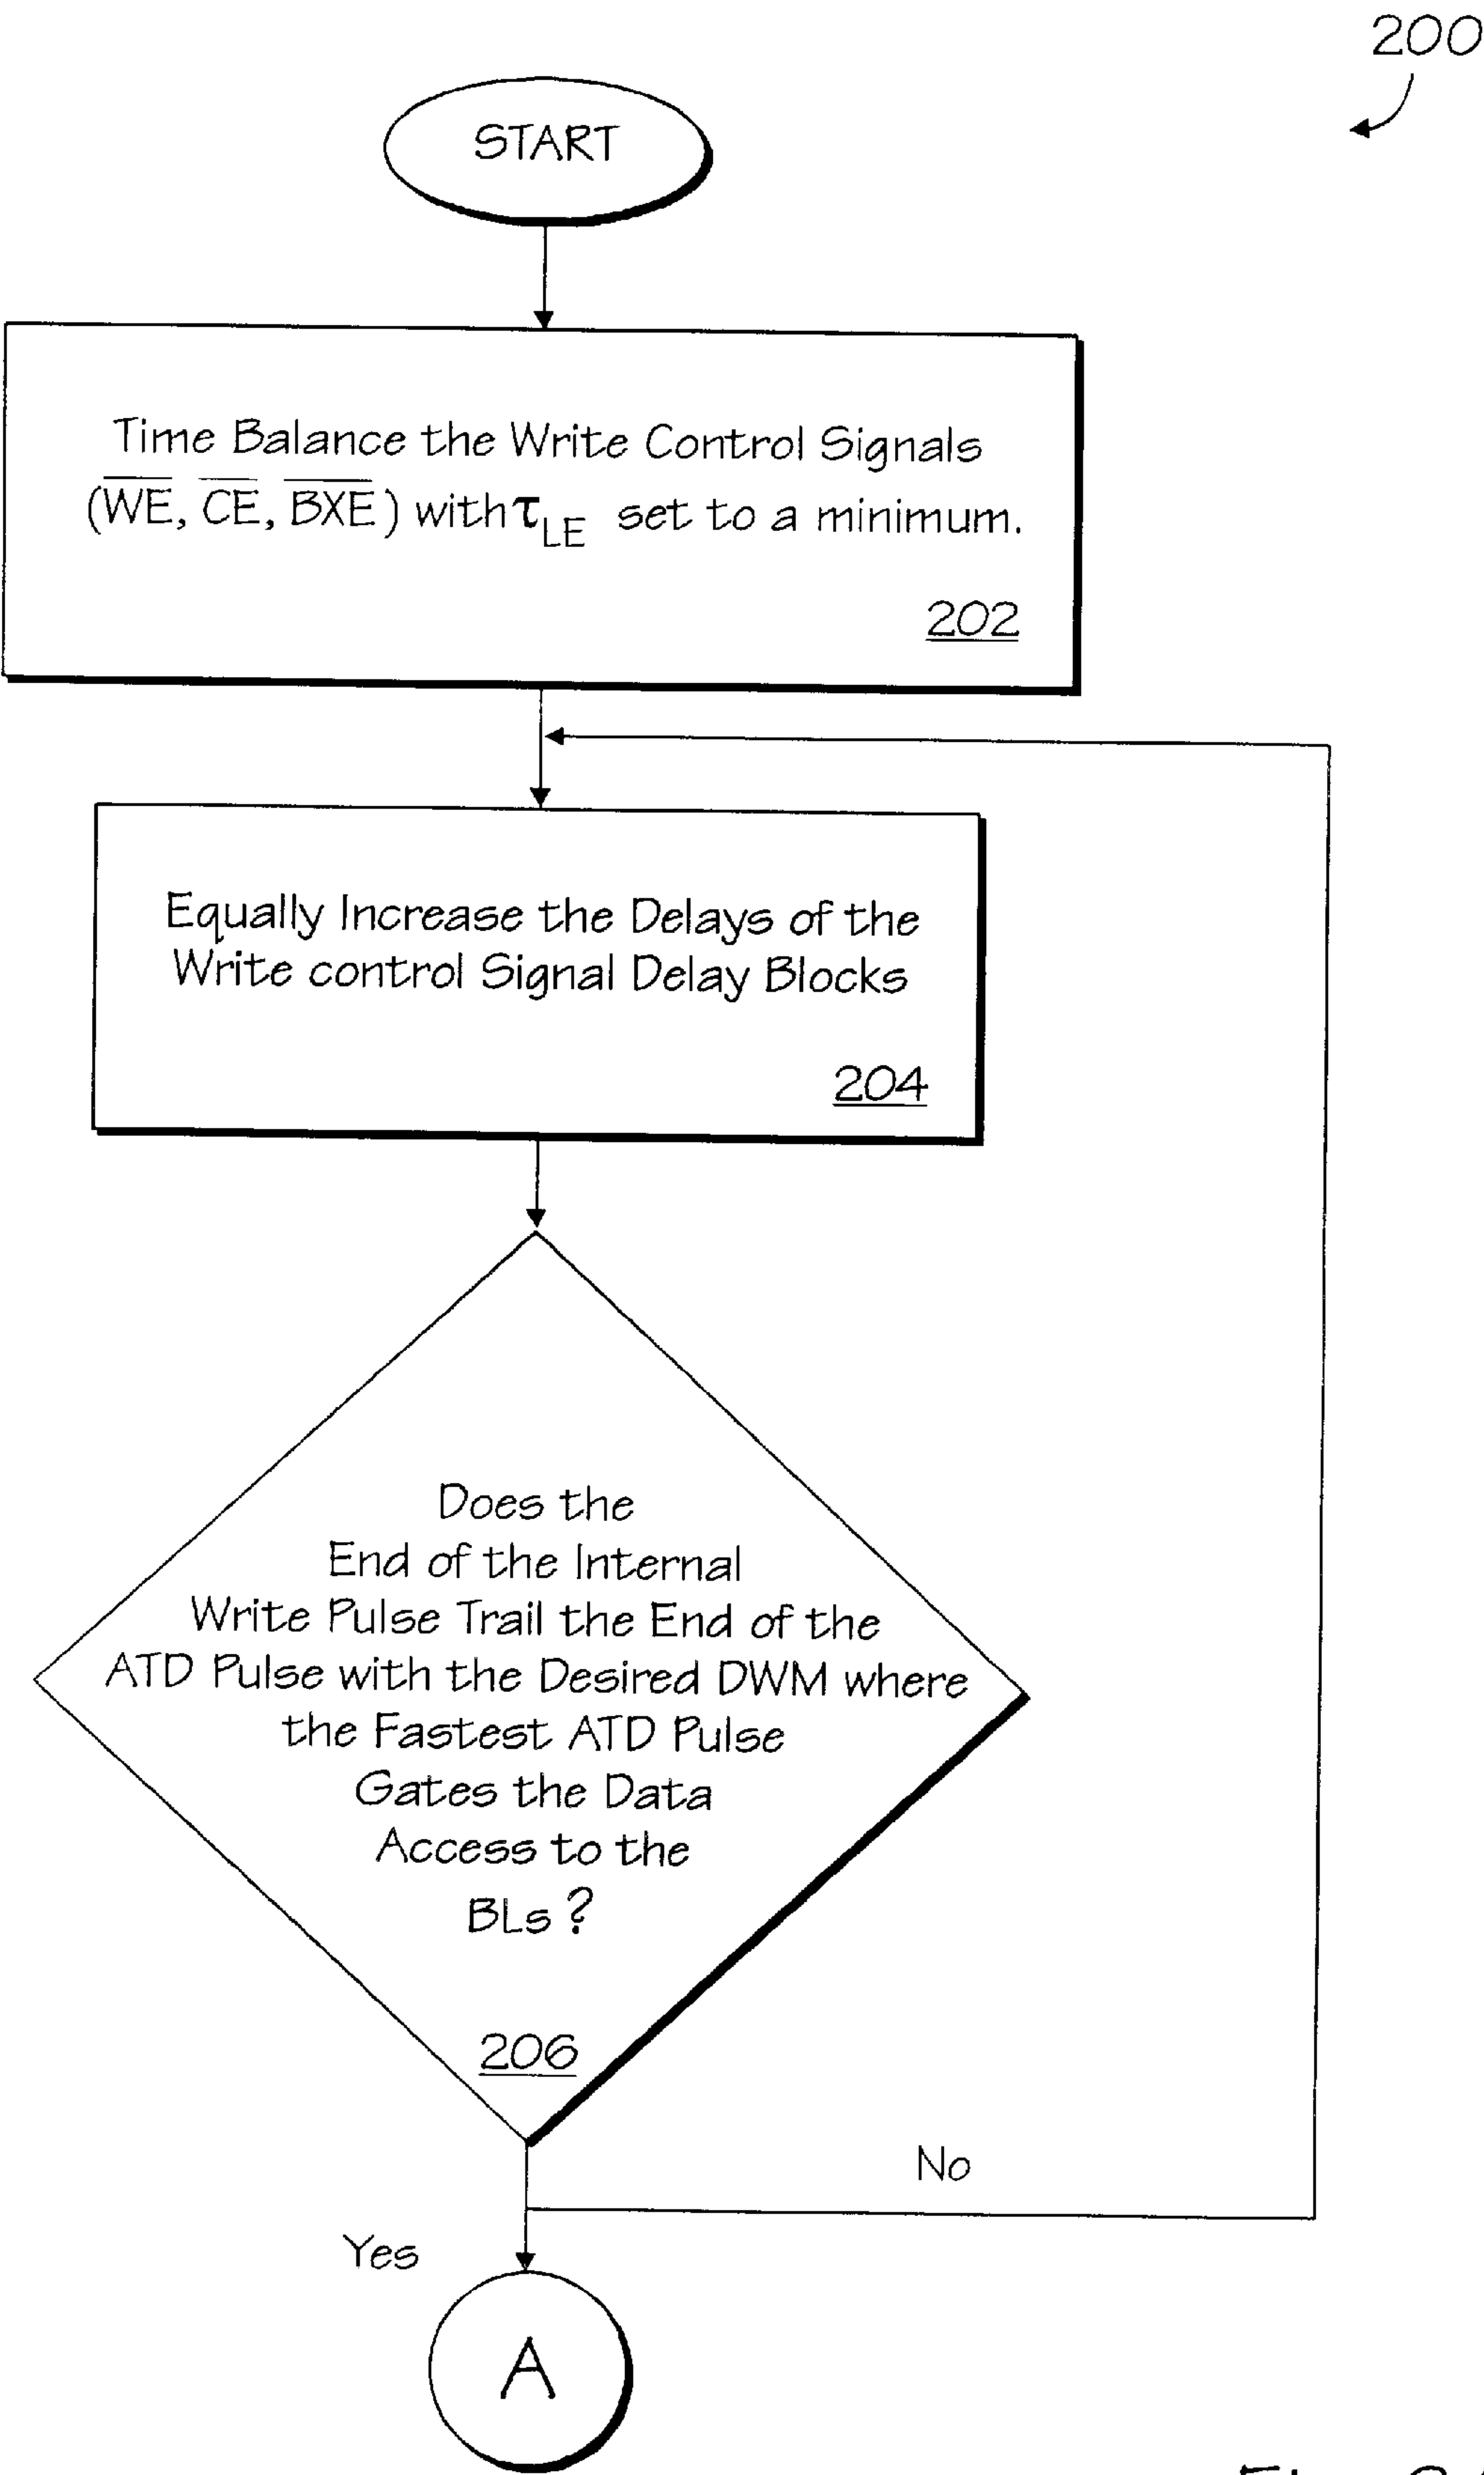 200
START
Time Balance the Write Control Signals
(W̅E̅, C̅E̅, B̅X̅E̅) with τLE set to a minimum.
202
Equally Increase the Delays of the
Write control Signal Delay Blocks
204
Does the
End of the Internal
Write Pulse Trail the End of the
ATD Pulse with the Desired DWM where
the Fastest ATD Pulse
Gates the Data
Access to the
BLs ?
206
No
Yes
A